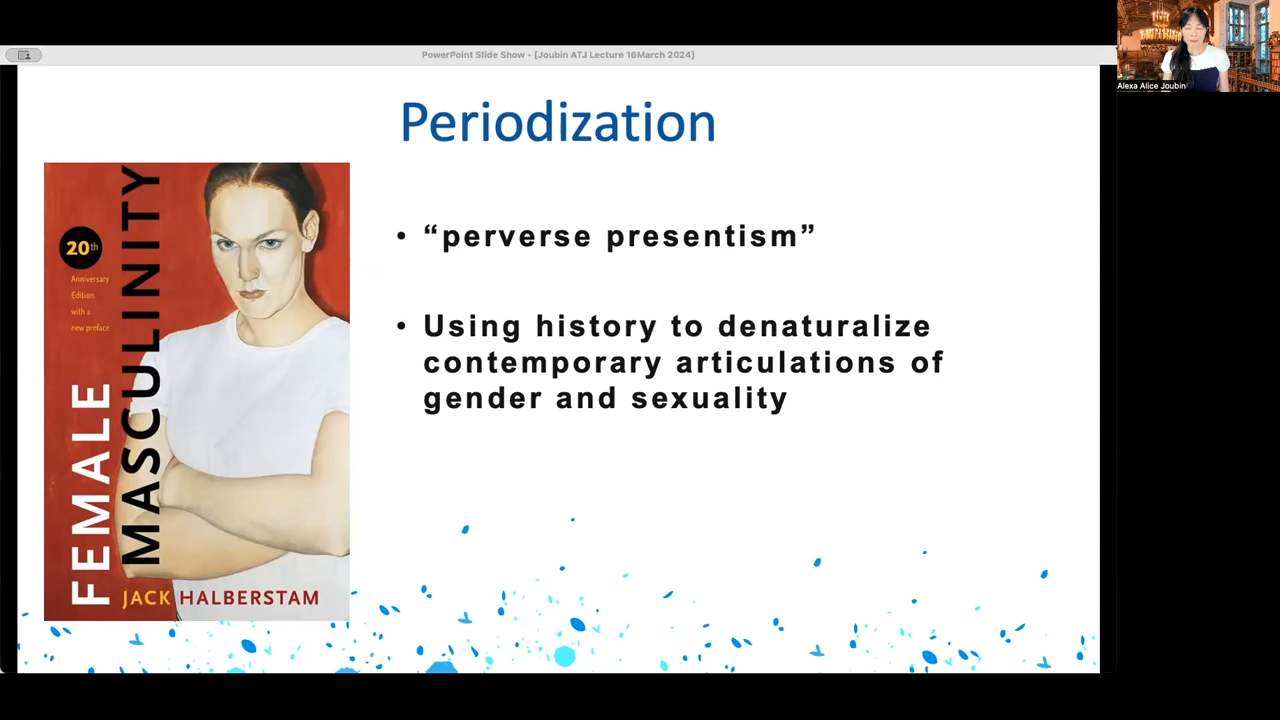 PowerPoint Slide Show - [Joubin ATJ Lecture 16March 2024]
Alexa Alice Joubin
Periodization
• “perverse presentism”
• Using history to denaturalize
contemporary articulations of
gender and sexuality
20th
Anniversary
Edition
with a
new preface
FEMALE
MASCULINITY
JACK HALBERSTAM